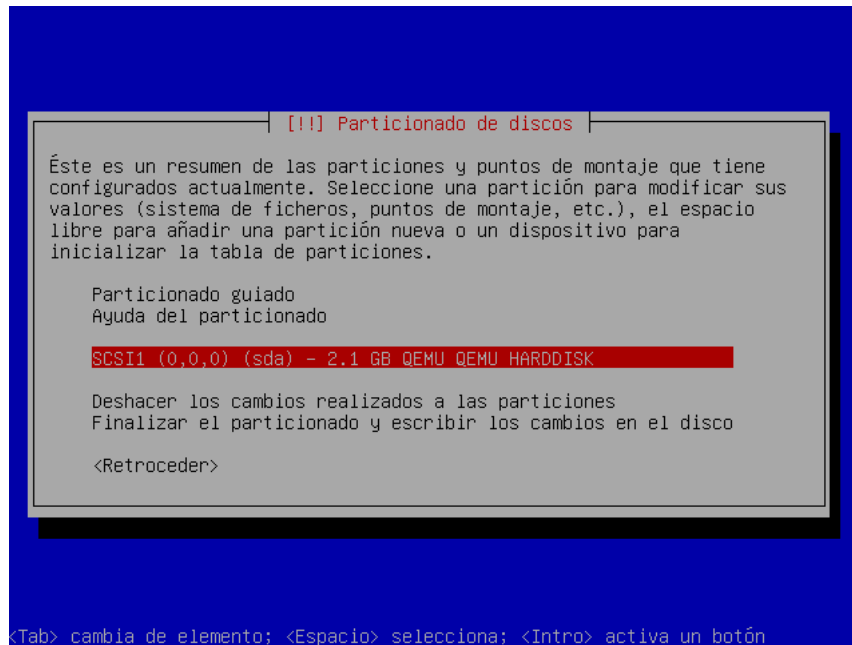 [!!] Particionado de discos
Éste es un resumen de las particiones y puntos de montaje que tiene
configurados actualmente. Seleccione una partición para modificar sus
valores (sistema de ficheros, puntos de montaje, etc.), el espacio
libre para añadir una partición nueva o un dispositivo para
inicializar la tabla de particiones.
Particionado guiado
Ayuda del particionado
SCSI1 (0,0,0) (sda) – 2.1 GB QEMU QEMU HARDDISK
Deshacer los cambios realizados a las particiones
Finalizar el particionado y escribir los cambios en el disco
<Retroceder>
<Tab> cambia de elemento; <Espacio> selecciona; <Intro> activa un botón